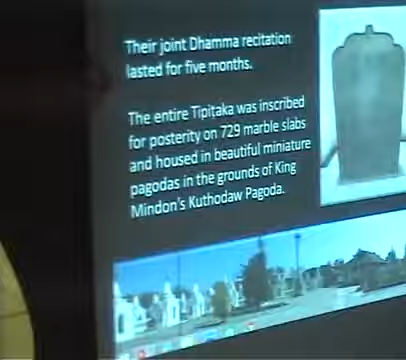 Their joint Dhamma recitation
lasted for five months.
The entire Tipiṭaka was inscribed
for posterity on 729 marble slabs
and housed in beautiful miniature
pagodas in the grounds of King
Mindon's Kuthodaw Pagoda.